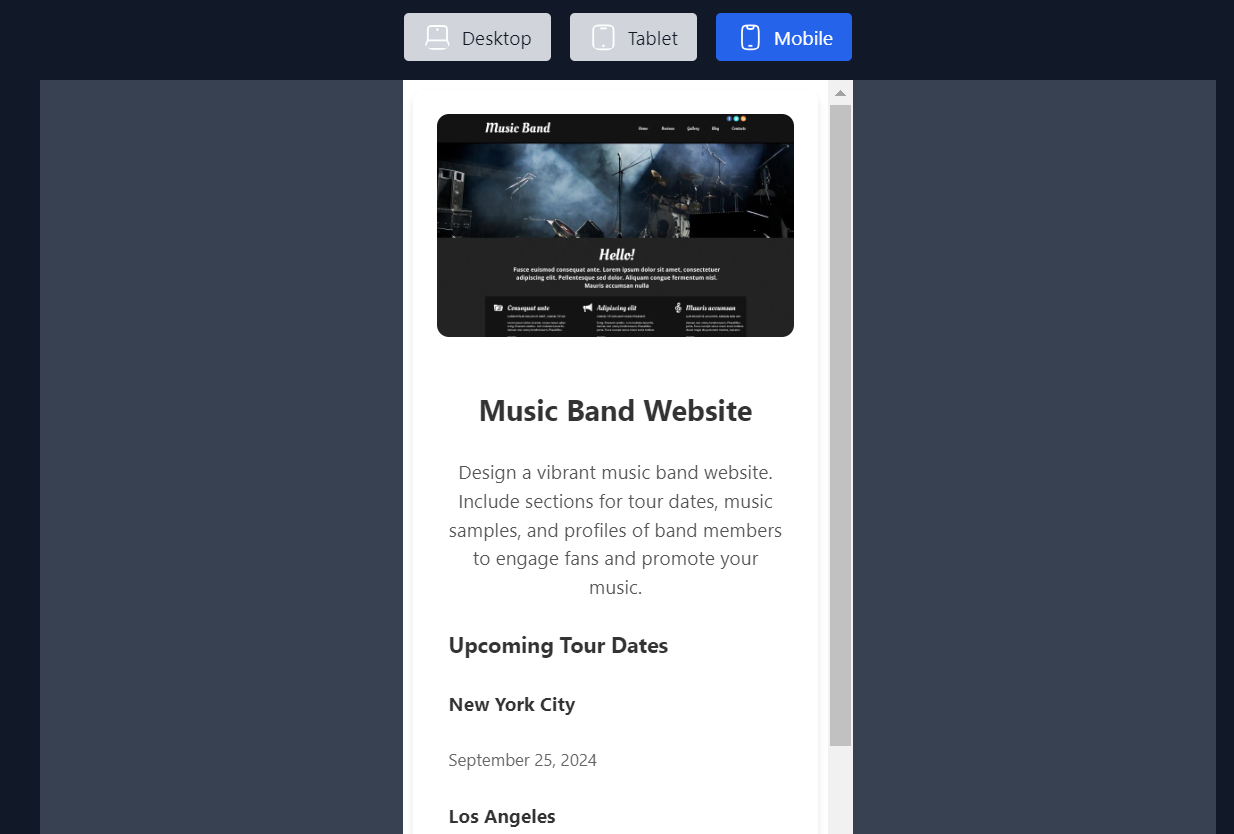 Desktop
Tablet
Mobile
Music Band
Home
Business
Gallery
Blog
Contacts
Hello!
Fusce euismod consequat ante. Lorem ipsum dolor sit amet, consectetuer
adipiscing elit. Pellentesque sed dolor. Aliquam congue fermentum nisl.
Mauris accumsan nulla
Consequat ante
Adipiscing elit
Mauris accumsan
Music Band Website
Design a vibrant music band website.
Include sections for tour dates, music
samples, and profiles of band members
to engage fans and promote your
music.
Upcoming Tour Dates
New York City
September 25, 2024
Los Angeles